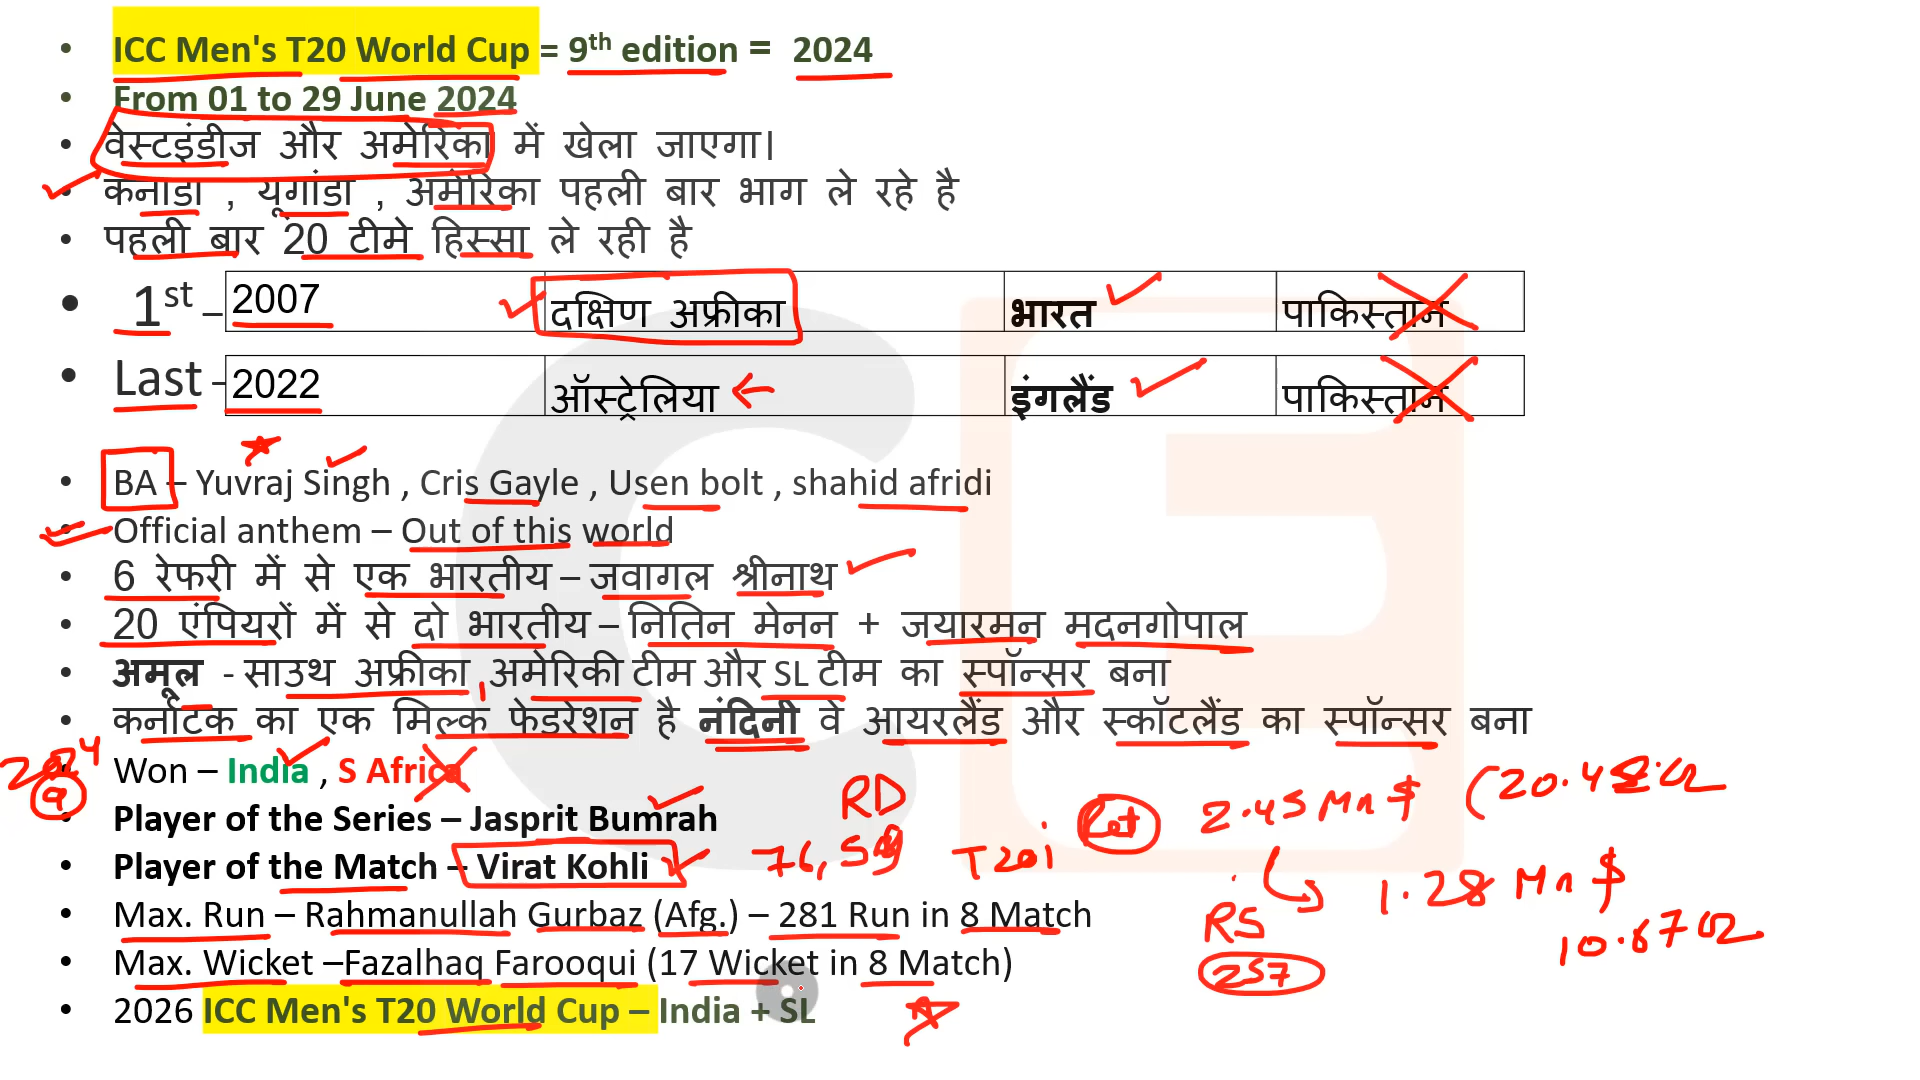 ICC Men's T20 World Cup = 9th edition = 2024
From 01 to 29 June 2024
वेस्टइंडीज और अमेरिका में खेला जाएगा।
कनाडा , यूगांडा , अमेरिका पहली बार भाग ले रहे है
पहली बार 20 टीमे हिस्सा ले रही है
1st – 2007 दक्षिण अफ्रीका भारत पाकिस्तान
Last – 2022 ऑस्ट्रेलिया इंगलैंड पाकिस्तान
BA – Yuvraj Singh , Cris Gayle , Usen bolt , shahid afridi
Official anthem – Out of this world
6 रेफरी में से एक भारतीय – जवागल श्रीनाथ
20 एंपियरों में से दो भारतीय – नितिन मेनन + जयारमन मदनगोपाल
अमूल - साउथ अफ्रीका, अमेरिकी टीम और SL टीम का स्पॉन्सर बना
कर्नाटक का एक मिल्क फेडरेशन है नंदिनी वे आयरलैंड और स्कॉटलैंड का स्पॉन्सर बना
Won – India , S Africa
Player of the Series – Jasprit Bumrah
RD
2.45 Mn $ (20.4
Player of the Match – Virat Kohli
76, 59 T20i
1.28 Mn $
Max. Run – Rahmanullah Gurbaz (Afg.) – 281 Run in 8 Match
RS
10.67 cr
Max. Wicket –Fazalhaq Farooqui (17 Wicket in 8 Match)
257
2026 ICC Men's T20 World Cup – India + SL